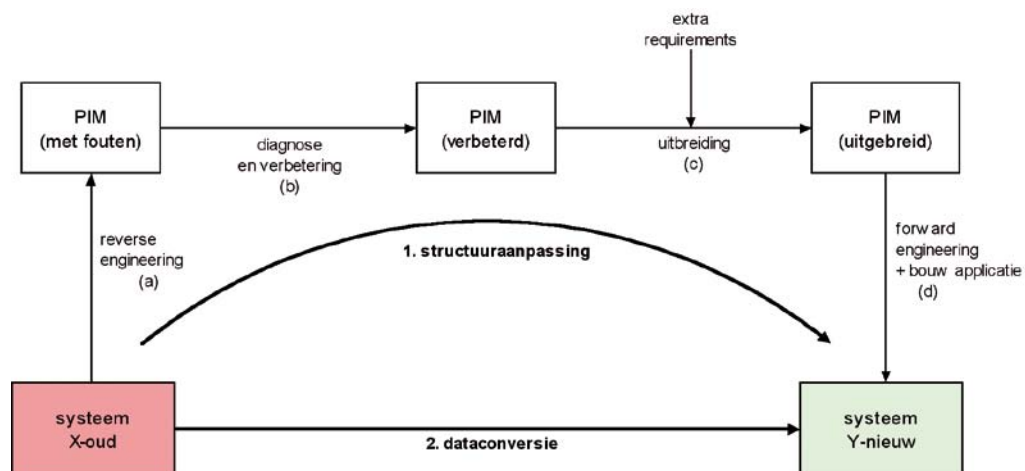 extra
requirements
PIM
(met fouten)
PIM
(verbeterd)
PIM
(uitgebreid)
diagnose
en verbetering
(b)
uitbreiding
(c)
reverse
engineering
(a)
1. structuuraanpassing
forward
engineering
+ bouw applicatie
(d)
systeem
X-oud
2. dataconversie
systeem
Y-nieuw